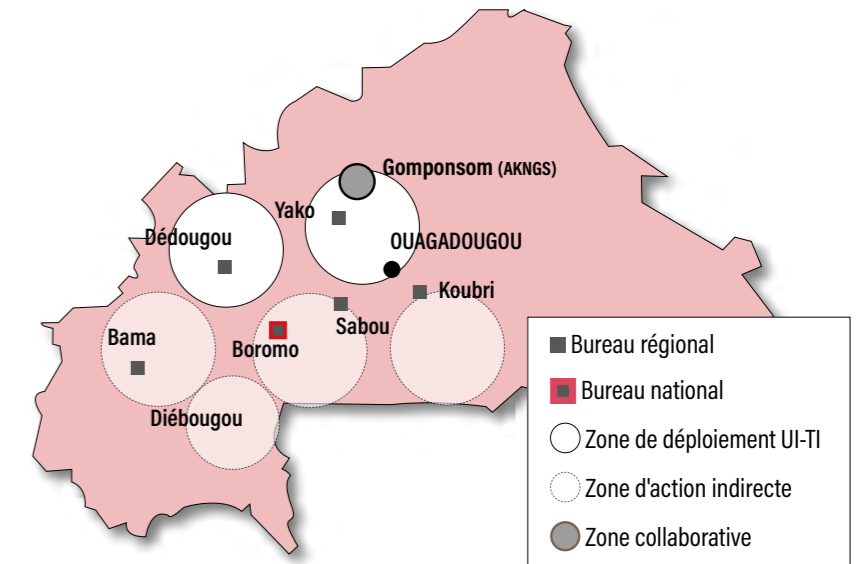 Gomponsom (AKNGS)
Yako
Dédougou
OUAGADOUGOU
Koubri
Sabou
Bama
Boromo
Diébougou
Bureau régional
Bureau national
Zone de déploiement UI-TI
Zone d'action indirecte
Zone collaborative